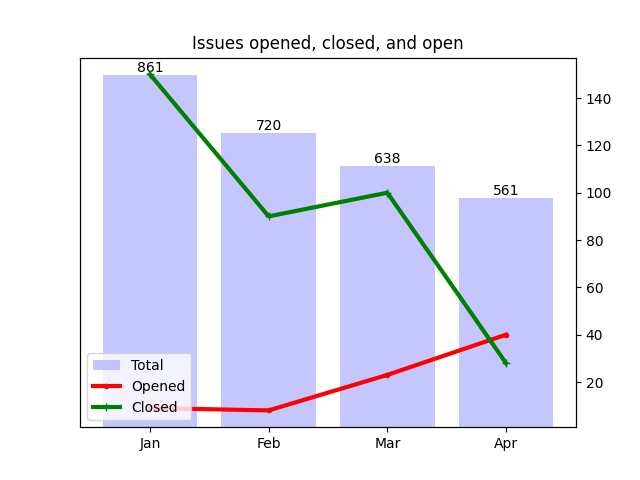 Issues opened, closed, and open
861
720
638
561
140
120
100
80
60
40
20
Total
Opened
Closed
Jan Feb Mar Apr